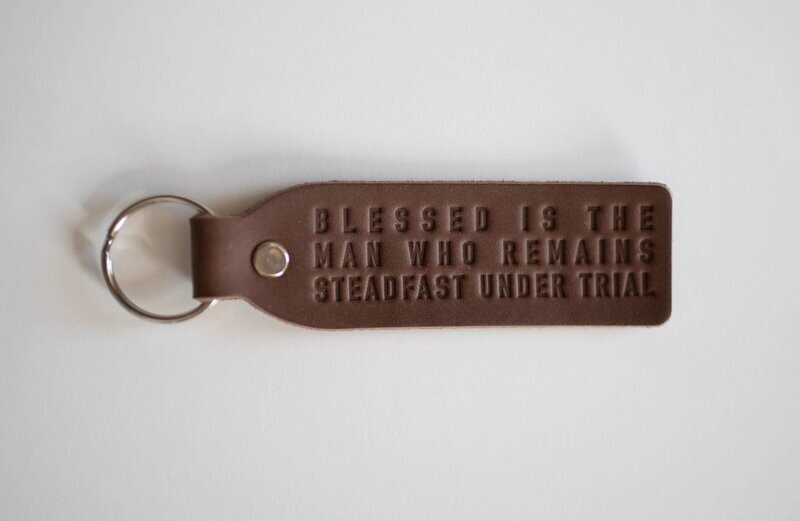 BLESSED IS THE
MAN WHO REMAINS
STEADFAST UNDER TRIAL